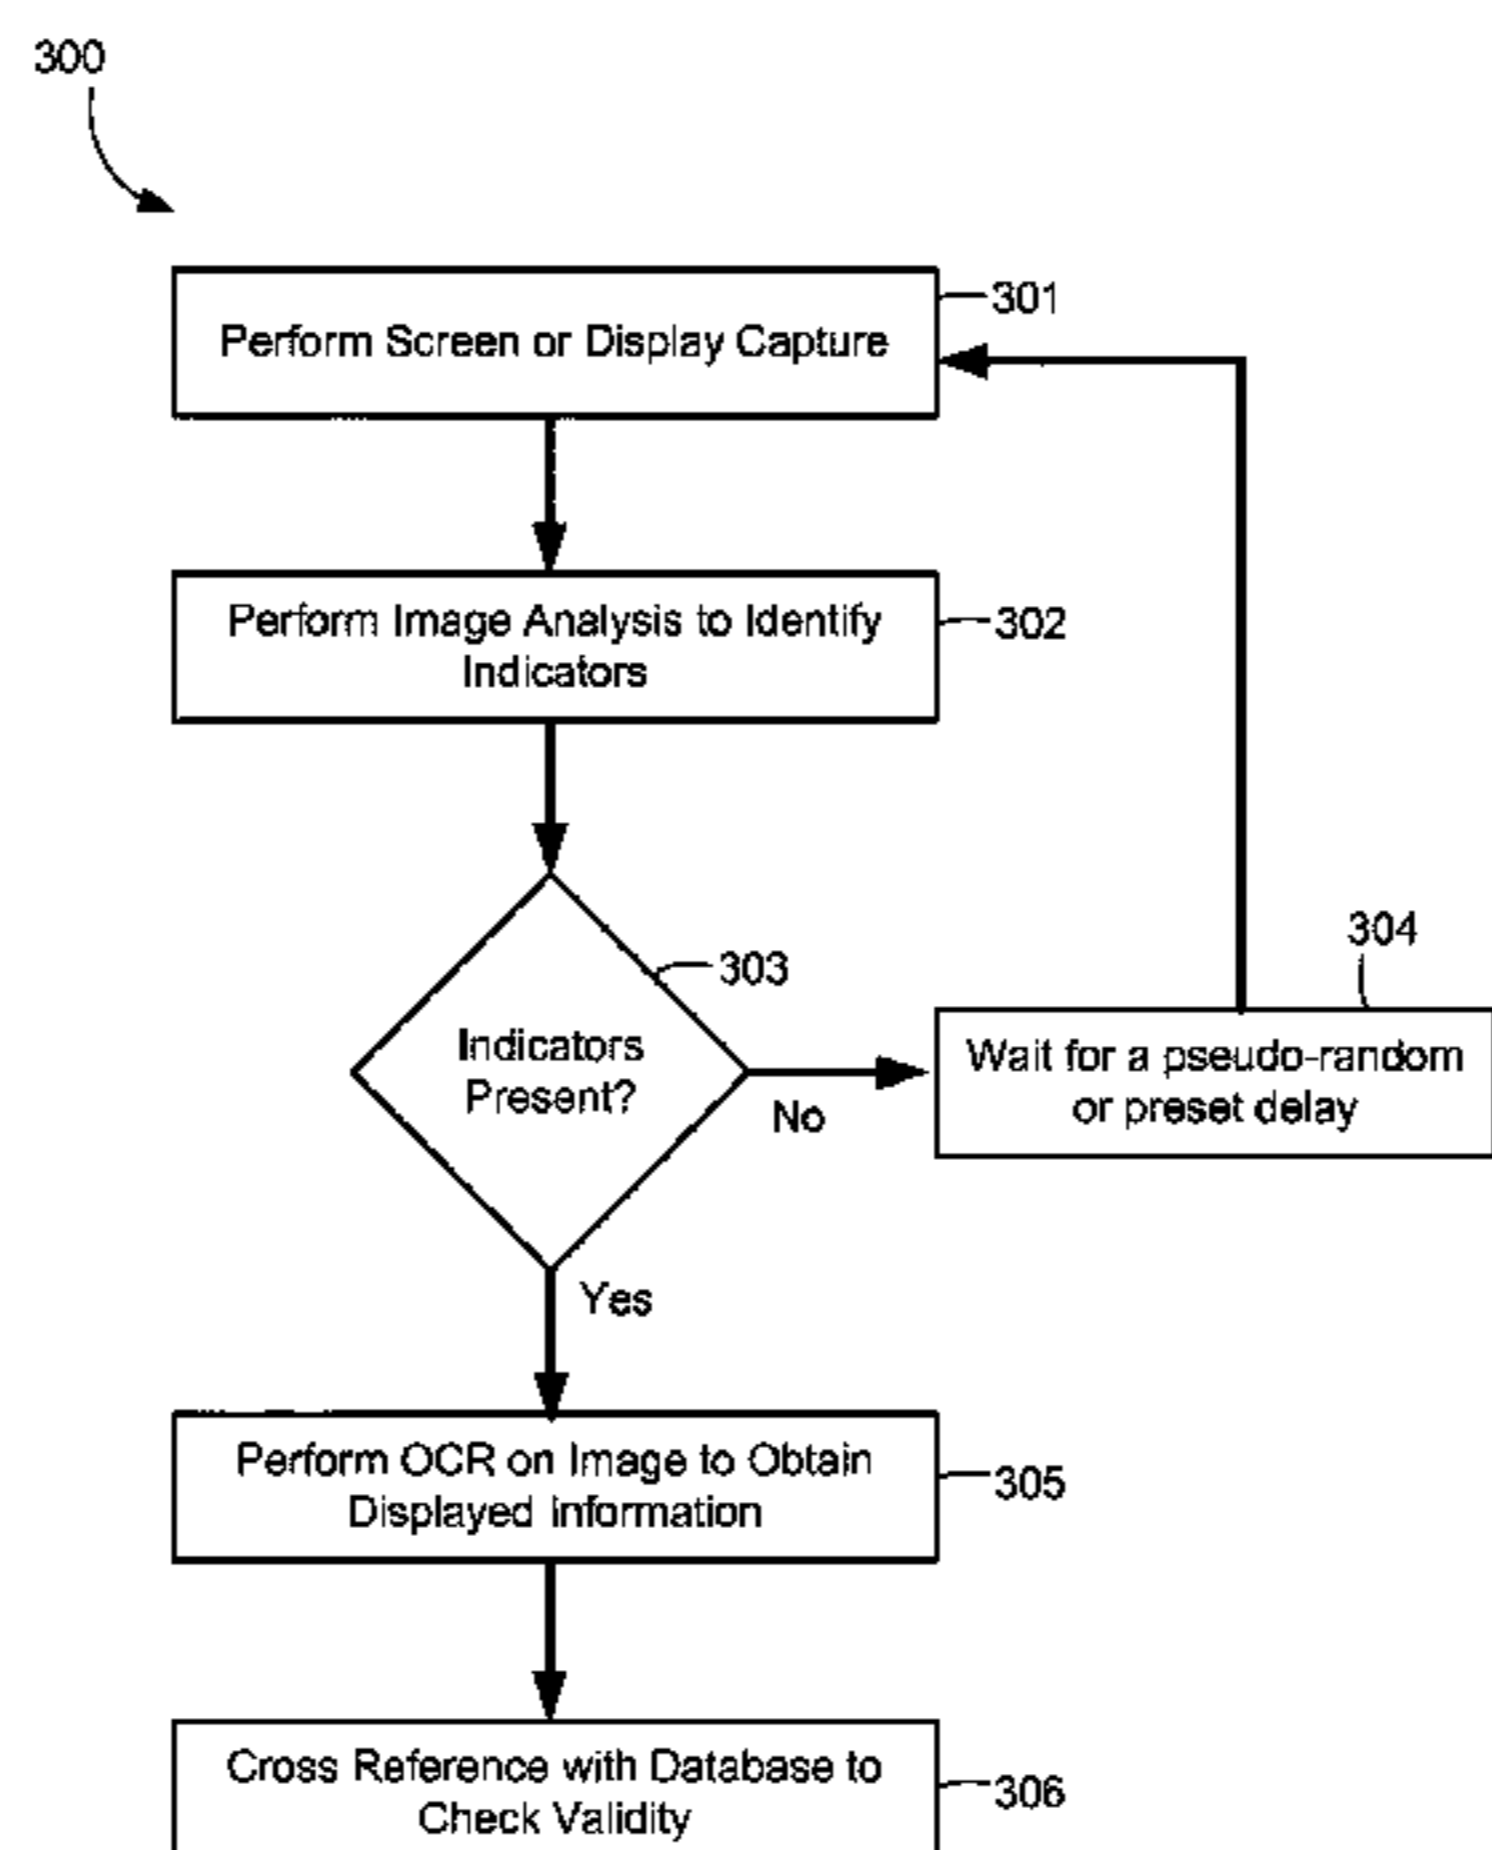 300
Perform Screen or Display Capture
301
Perform Image Analysis to Identify
Indicators
302
303
Indicators
Present?
No
304
Wait for a pseudo-random
or preset delay
Yes
Perform OCR on Image to Obtain
Displayed Information
305
Cross Reference with Database to
Check Validity
306